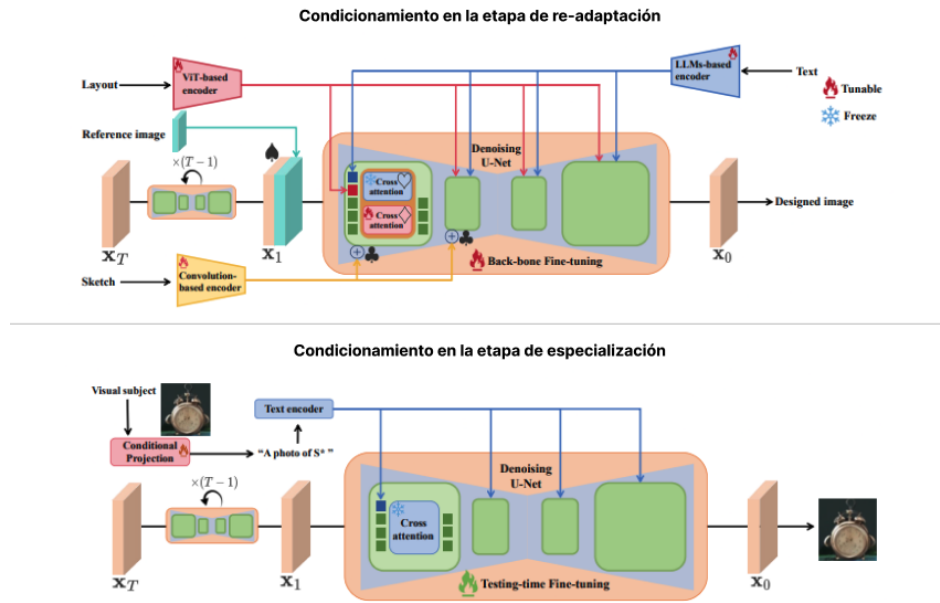 Condicionamiento en la etapa de re-adaptación
Layout
ViT-based
encoder
LLMs-based
encoder
Text
Tunable
Freeze
Reference image
×(T − 1)
Denoising
U-Net
Cross
attention
Cross
attention
Designed image
x_T
x_1
x_0
Back-bone Fine-tuning
Sketch
Convolution-
based encoder
Condicionamiento en la etapa de especialización
Visual subject
Text encoder
Conditional
Projection
“A photo of S* ”
×(T − 1)
Denoising
U-Net
Cross
attention
x_T
x_1
x_0
Testing-time Fine-tuning